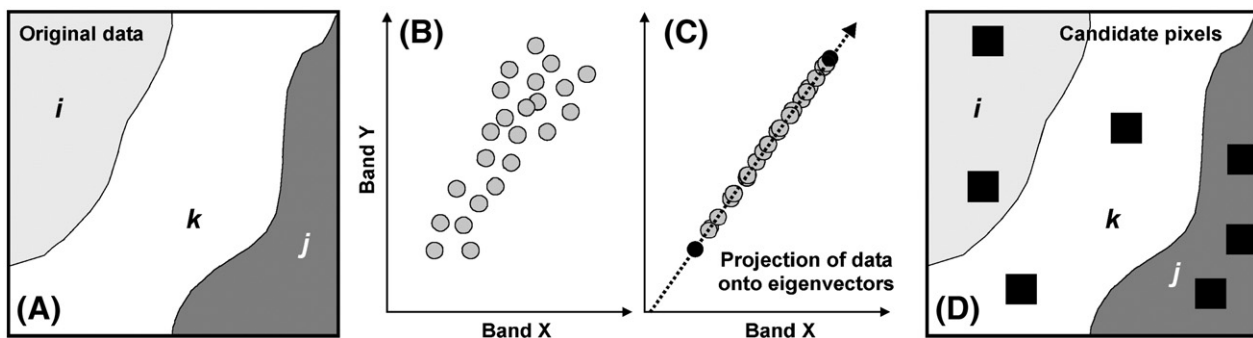 Original data
i
k
j
(A)
(B)
Band Y
Band X
(C)
Projection of data
onto eigenvectors
Band X
Candidate pixels
i
k
j
(D)